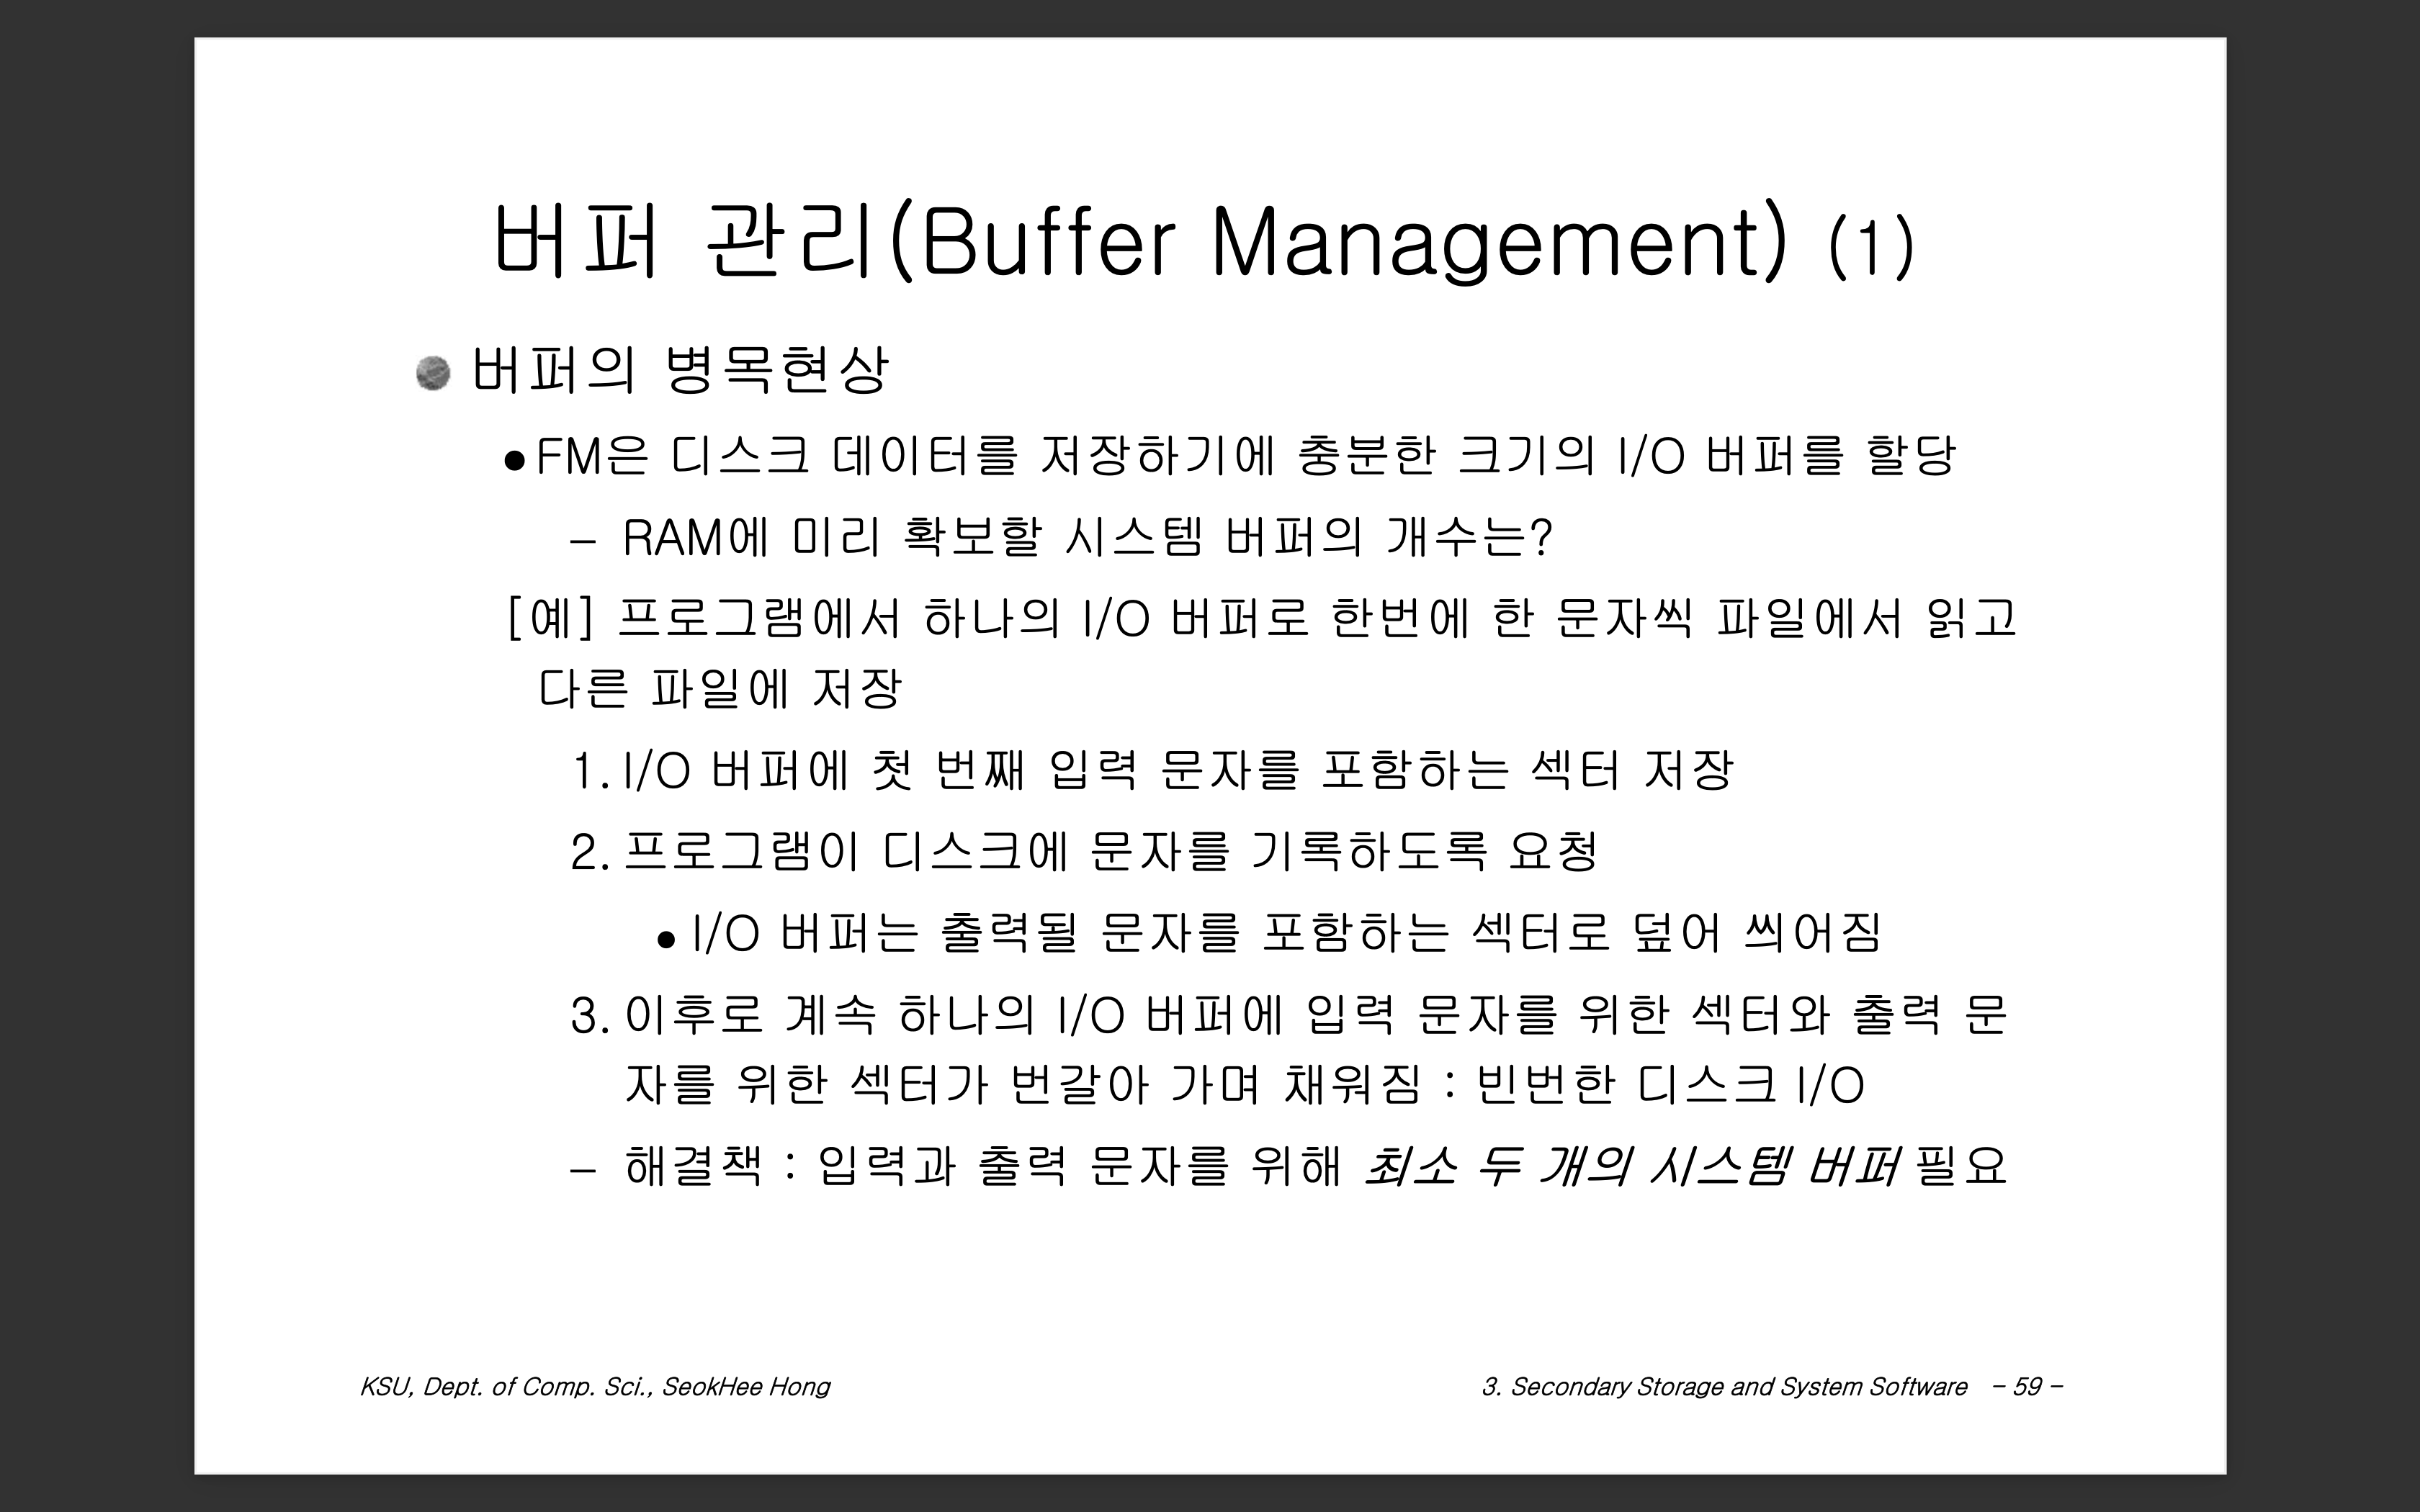 버퍼 관리(Buffer Management) (1)
버퍼의 병목현상
● FM은 디스크 데이터를 저장하기에 충분한 크기의 I/O 버퍼를 할당
– RAM에 미리 확보할 시스템 버퍼의 개수는?
[예] 프로그램에서 하나의 I/O 버퍼로 한번에 한 문자씩 파일에서 읽고
다른 파일에 저장
1. I/O 버퍼에 첫 번째 입력 문자를 포함하는 섹터 저장
2. 프로그램이 디스크에 문자를 기록하도록 요청
● I/O 버퍼는 출력될 문자를 포함하는 섹터로 덮어 씌어짐
3. 이후로 계속 하나의 I/O 버퍼에 입력 문자를 위한 섹터와 출력 문
자를 위한 섹터가 번갈아 가며 채워짐 : 빈번한 디스크 I/O
– 해결책 : 입력과 출력 문자를 위해 최소 두 개의 시스템 버퍼 필요
KSU, Dept. of Comp. Sci., SeokHee Hong
3. Secondary Storage and System Software – 59 –